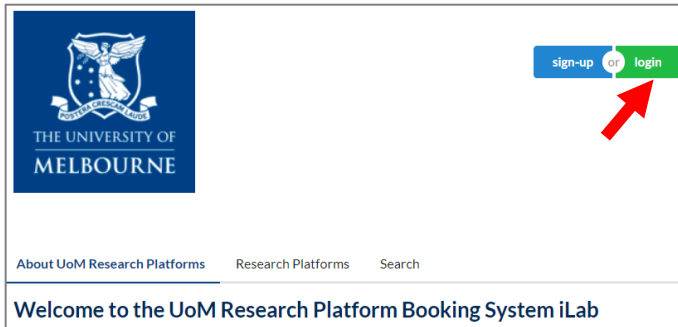 sign-up or login
POSTERA CRESCAM LAUDE
THE UNIVERSITY OF
MELBOURNE
About UoM Research Platforms Research Platforms Search
Welcome to the UoM Research Platform Booking System iLab